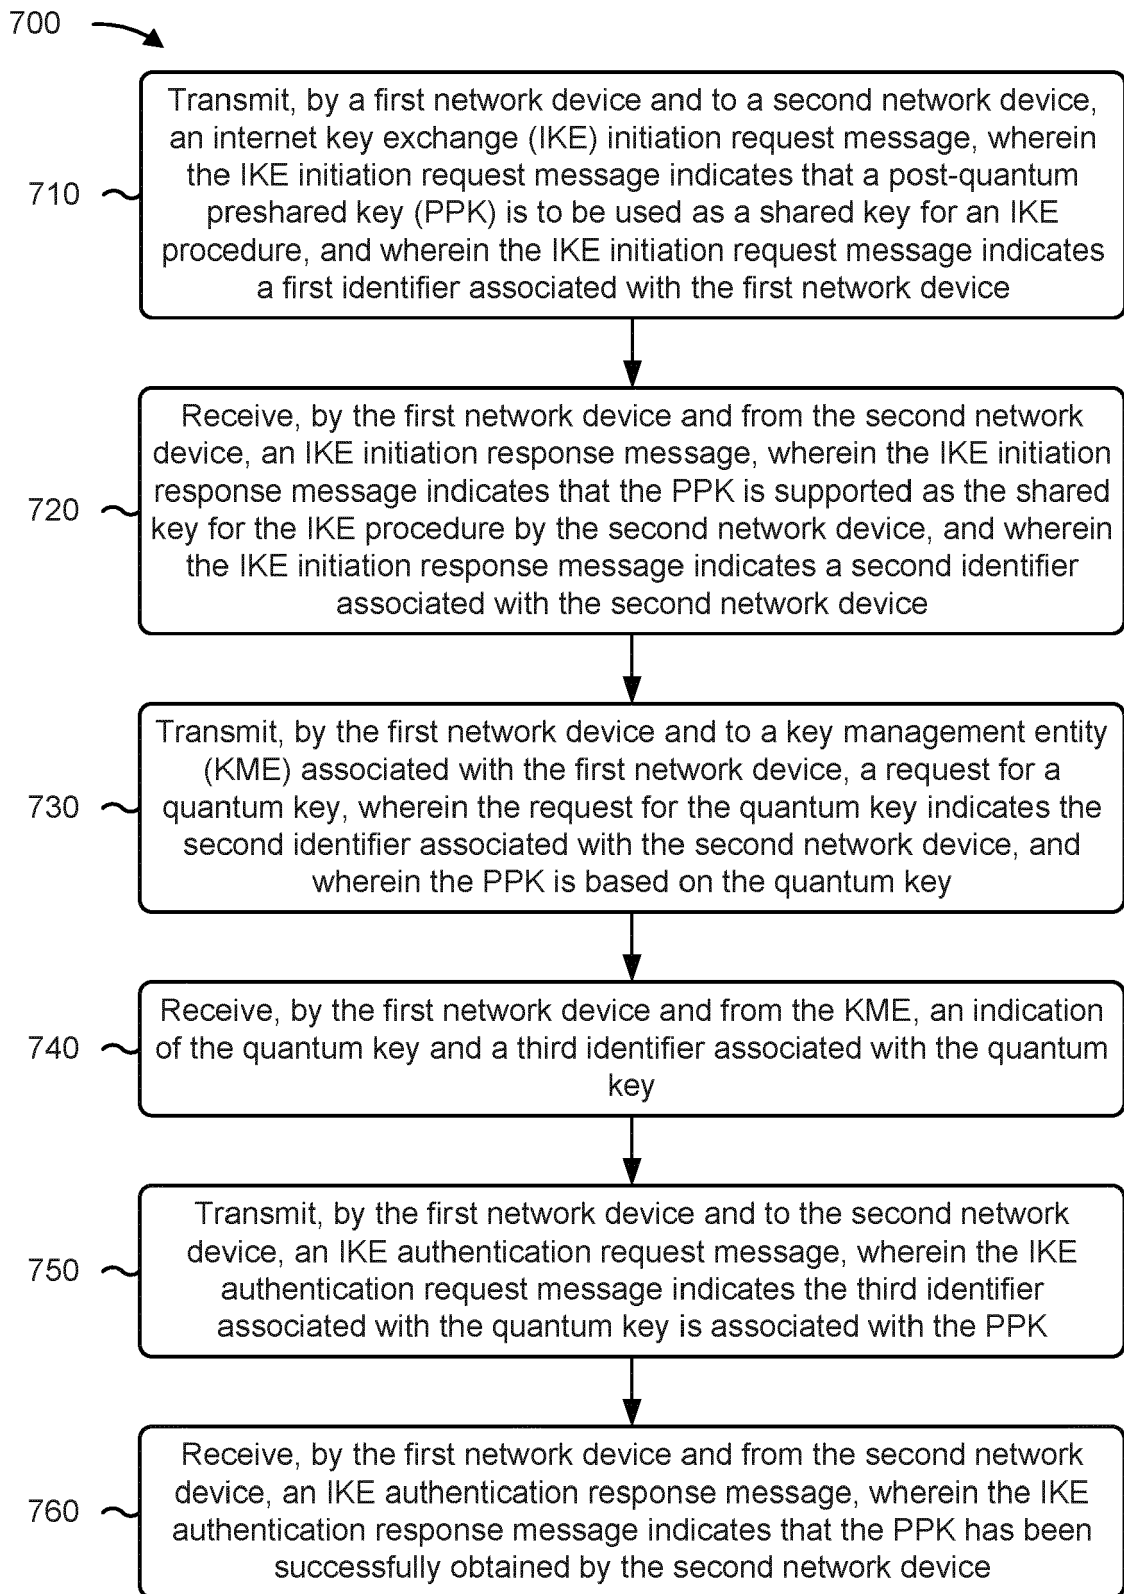 700
Transmit, by a first network device and to a second network device,
an internet key exchange (IKE) initiation request message, wherein
the IKE initiation request message indicates that a post-quantum
preshared key (PPK) is to be used as a shared key for an IKE
procedure, and wherein the IKE initiation request message indicates
a first identifier associated with the first network device
710
Receive, by the first network device and from the second network
device, an IKE initiation response message, wherein the IKE initiation
response message indicates that the PPK is supported as the shared
key for the IKE procedure by the second network device, and wherein
the IKE initiation response message indicates a second identifier
associated with the second network device
720
Transmit, by the first network device and to a key management entity
(KME) associated with the first network device, a request for a
quantum key, wherein the request for the quantum key indicates the
second identifier associated with the second network device, and
wherein the PPK is based on the quantum key
730
Receive, by the first network device and from the KME, an indication
of the quantum key and a third identifier associated with the quantum
key
740
Transmit, by the first network device and to the second network
device, an IKE authentication request message, wherein the IKE
authentication request message indicates the third identifier
associated with the quantum key is associated with the PPK
750
Receive, by the first network device and from the second network
device, an IKE authentication response message, wherein the IKE
authentication response message indicates that the PPK has been
successfully obtained by the second network device
760